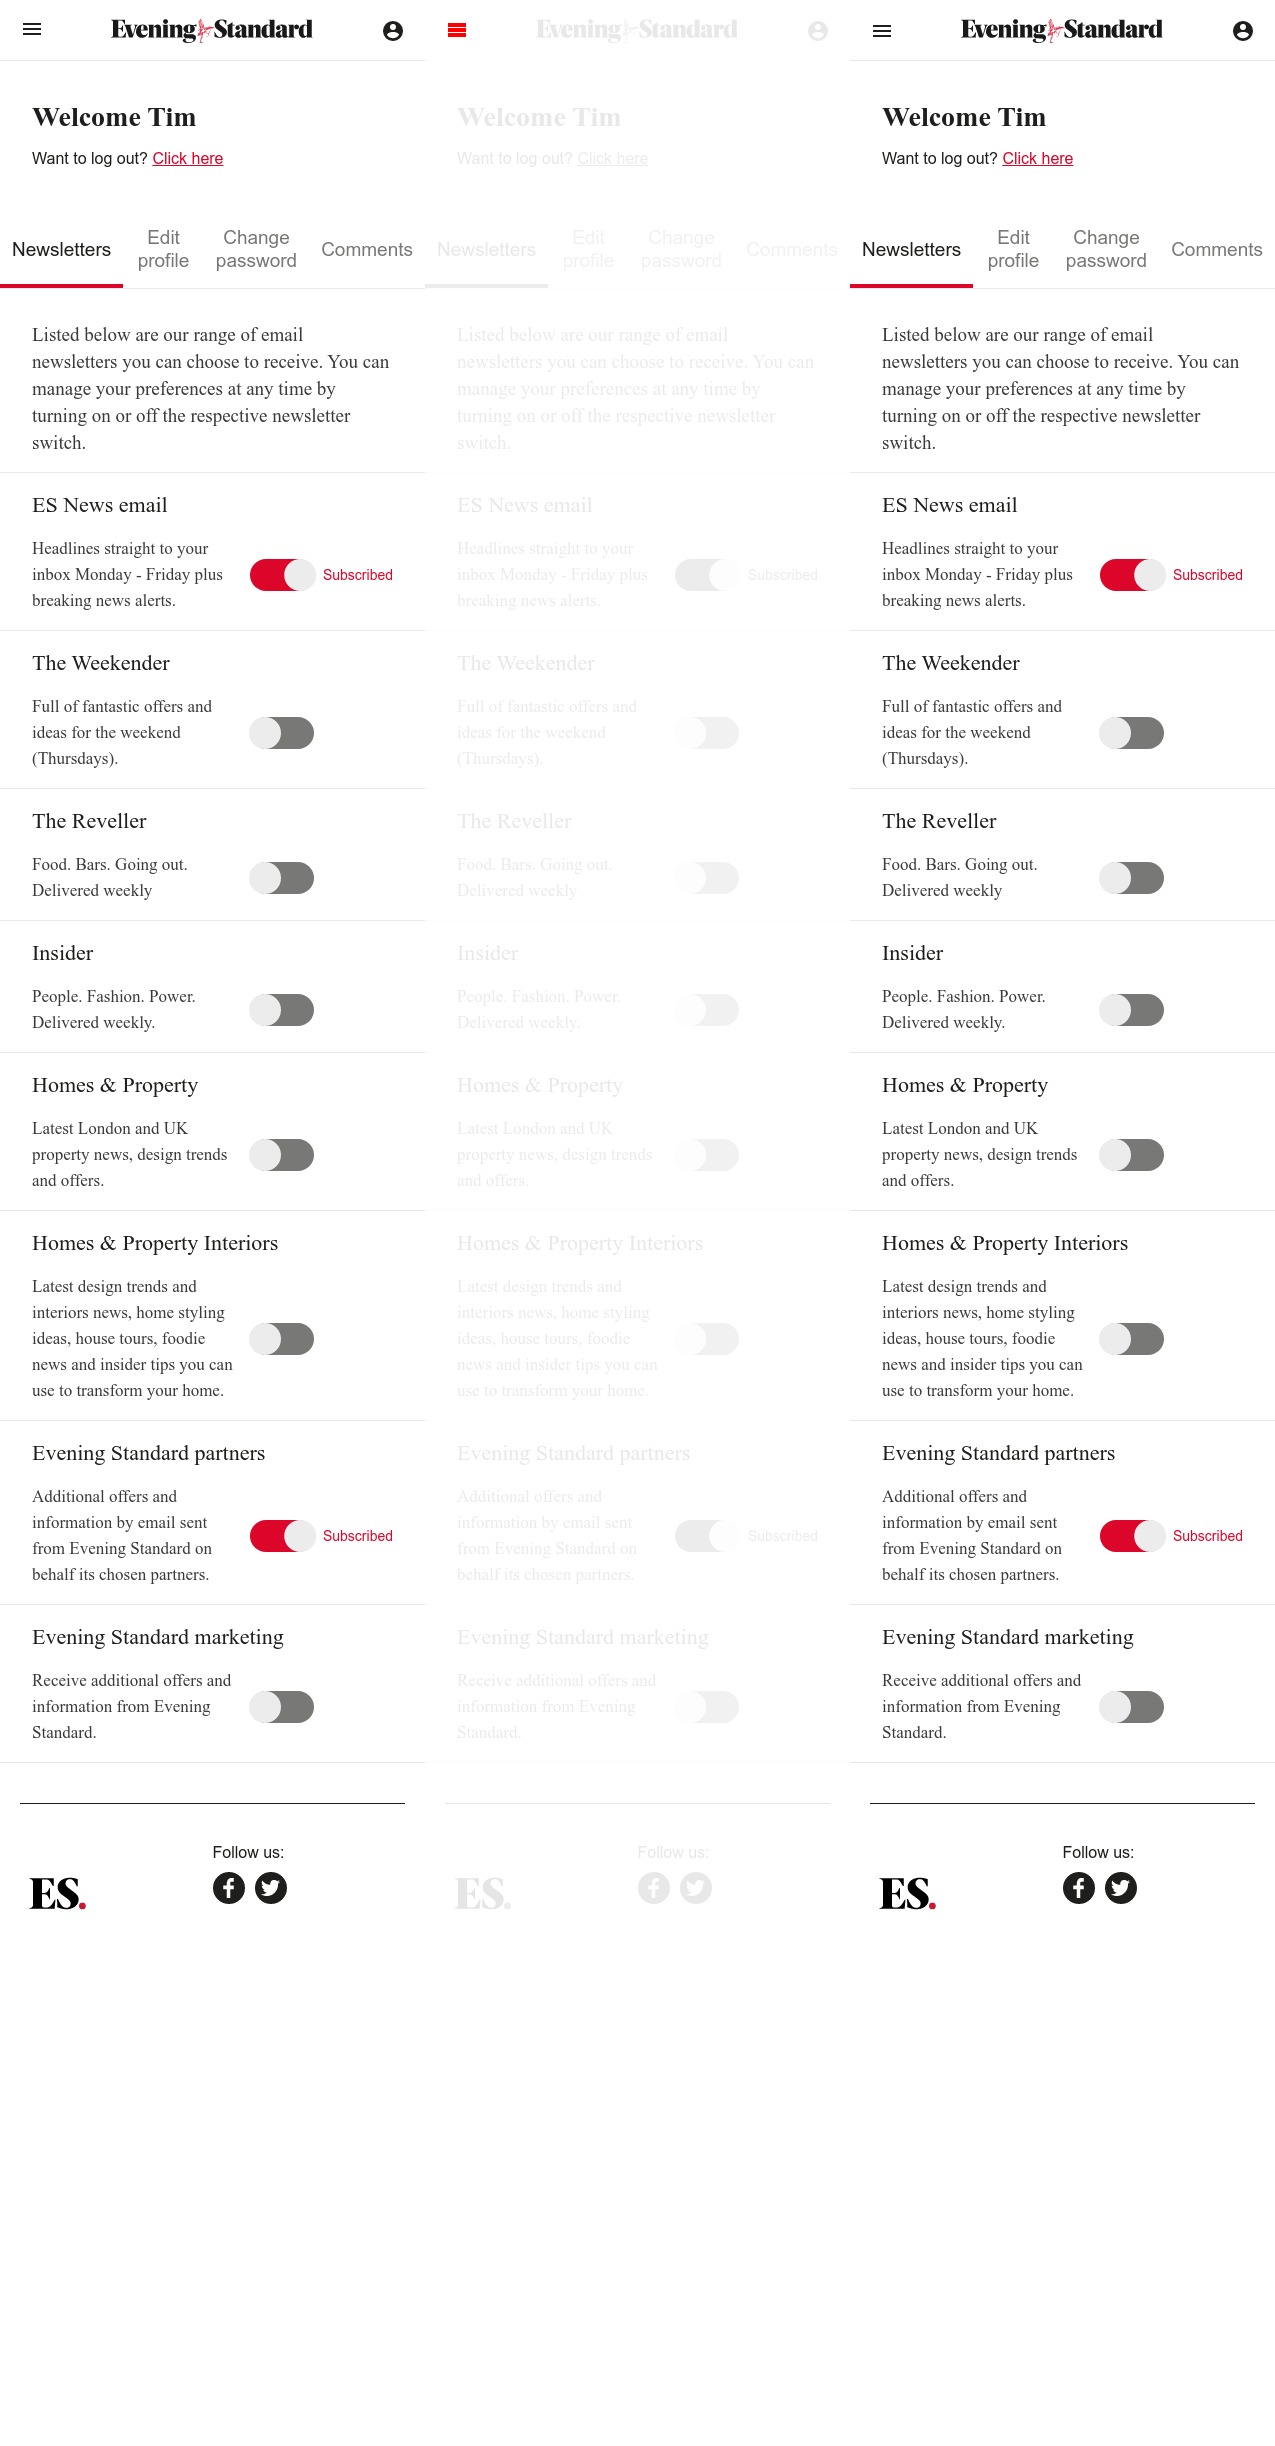 Evening Standard
Welcome Tim
Want to log out? Click here
Newsletters
Edit profile
Change password
Comments
Listed below are our range of email
newsletters you can choose to receive. You can
manage your preferences at any time by
turning on or off the respective newsletter
switch.
ES News email
Headlines straight to your
inbox Monday - Friday plus
breaking news alerts.
Subscribed
The Weekender
Full of fantastic offers and
ideas for the weekend
(Thursdays).
The Reveller
Food. Bars. Going out.
Delivered weekly
Insider
People. Fashion. Power.
Delivered weekly.
Homes & Property
Latest London and UK
property news, design trends
and offers.
Homes & Property Interiors
Latest design trends and
interiors news, home styling
ideas, house tours, foodie
news and insider tips you can
use to transform your home.
Evening Standard partners
Additional offers and
information by email sent
from Evening Standard on
behalf its chosen partners.
Subscribed
Evening Standard marketing
Receive additional offers and
information from Evening
Standard.
Follow us:
ES.
Evening Standard
Welcome Tim
Want to log out? Click here
Newsletters
Edit profile
Change password
Comments
Listed below are our range of email
newsletters you can choose to receive. You can
manage your preferences at any time by
turning on or off the respective newsletter
switch.
ES News email
Headlines straight to your
inbox Monday - Friday plus
breaking news alerts.
Subscribed
The Weekender
Full of fantastic offers and
ideas for the weekend
(Thursdays).
The Reveller
Food. Bars. Going out.
Delivered weekly
Insider
People. Fashion. Power.
Delivered weekly.
Homes & Property
Latest London and UK
property news, design trends
and offers.
Homes & Property Interiors
Latest design trends and
interiors news, home styling
ideas, house tours, foodie
news and insider tips you can
use to transform your home.
Evening Standard partners
Additional offers and
information by email sent
from Evening Standard on
behalf its chosen partners.
Subscribed
Evening Standard marketing
Receive additional offers and
information from Evening
Standard.
Follow us:
ES.
Evening Standard
Welcome Tim
Want to log out? Click here
Newsletters
Edit profile
Change password
Comments
Listed below are our range of email
newsletters you can choose to receive. You can
manage your preferences at any time by
turning on or off the respective newsletter
switch.
ES News email
Headlines straight to your
inbox Monday - Friday plus
breaking news alerts.
Subscribed
The Weekender
Full of fantastic offers and
ideas for the weekend
(Thursdays).
The Reveller
Food. Bars. Going out.
Delivered weekly
Insider
People. Fashion. Power.
Delivered weekly.
Homes & Property
Latest London and UK
property news, design trends
and offers.
Homes & Property Interiors
Latest design trends and
interiors news, home styling
ideas, house tours, foodie
news and insider tips you can
use to transform your home.
Evening Standard partners
Additional offers and
information by email sent
from Evening Standard on
behalf its chosen partners.
Subscribed
Evening Standard marketing
Receive additional offers and
information from Evening
Standard.
Follow us:
ES.